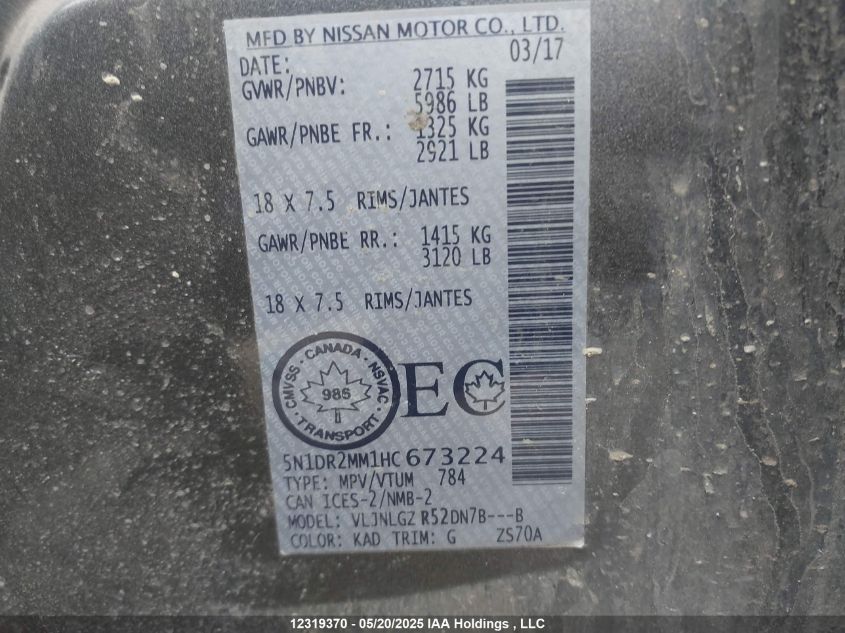 MFD BY NISSAN MOTOR CO., LTD.
DATE: 03/17
GVWR/PNBV: 2715 KG
5986 LB
GAWR/PNBE FR.: 1325 KG
2921 LB
18 X 7.5 RIMS/JANTES
GAWR/PNBE RR.: 1415 KG
3120 LB
18 X 7.5 RIMS/JANTES
CMVSS · CANADA · NSVAC · TRANSPORT ·
985
EC
5N1DR2MM1HC673224
TYPE: MPV/VTUM 784
CAN ICES-2/NMB-2
MODEL: VLJNLGZ R52DN7B---B
COLOR: KAD TRIM: G ZS70A
12319370 - 05/20/2025 IAA Holdings , LLC